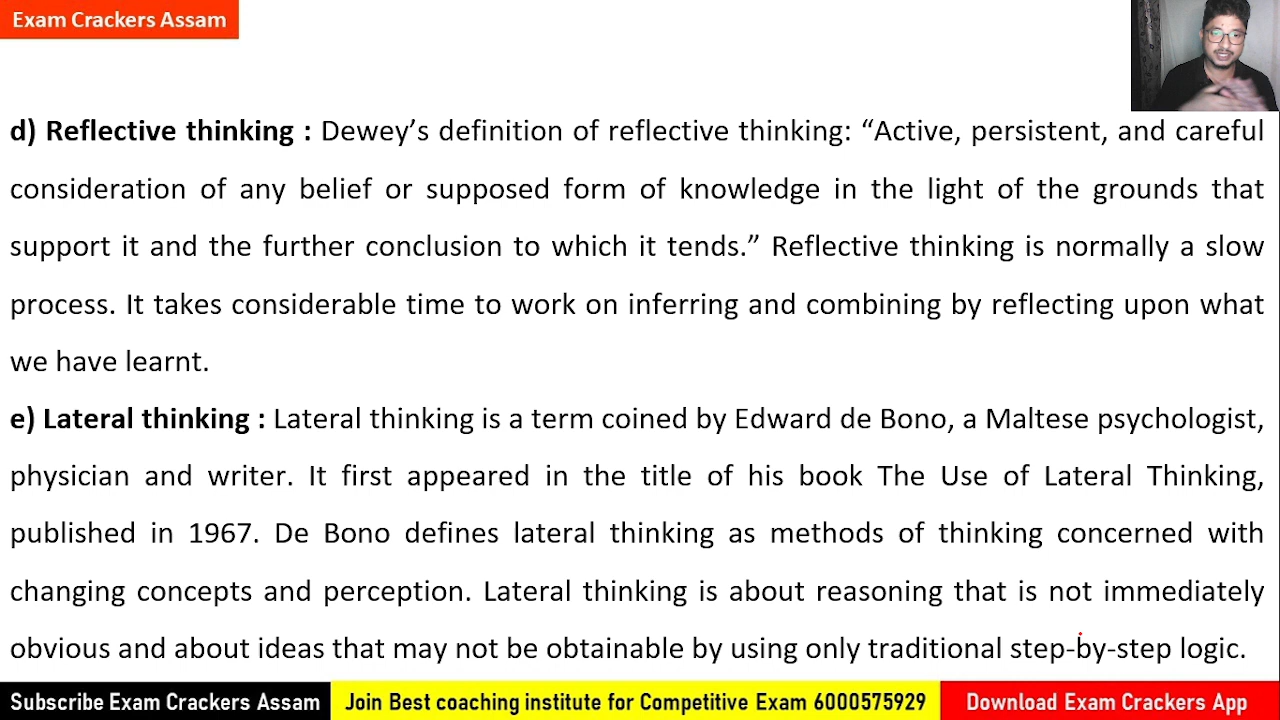 Exam Crackers Assam
d) Reflective thinking : Dewey’s definition of reflective thinking: “Active, persistent, and careful
consideration of any belief or supposed form of knowledge in the light of the grounds that
support it and the further conclusion to which it tends.” Reflective thinking is normally a slow
process. It takes considerable time to work on inferring and combining by reflecting upon what
we have learnt.
e) Lateral thinking : Lateral thinking is a term coined by Edward de Bono, a Maltese psychologist,
physician and writer. It first appeared in the title of his book The Use of Lateral Thinking,
published in 1967. De Bono defines lateral thinking as methods of thinking concerned with
changing concepts and perception. Lateral thinking is about reasoning that is not immediately
obvious and about ideas that may not be obtainable by using only traditional step-by-step logic.
Subscribe Exam Crackers Assam Join Best coaching institute for Competitive Exam 6000575929 Download Exam Crackers App